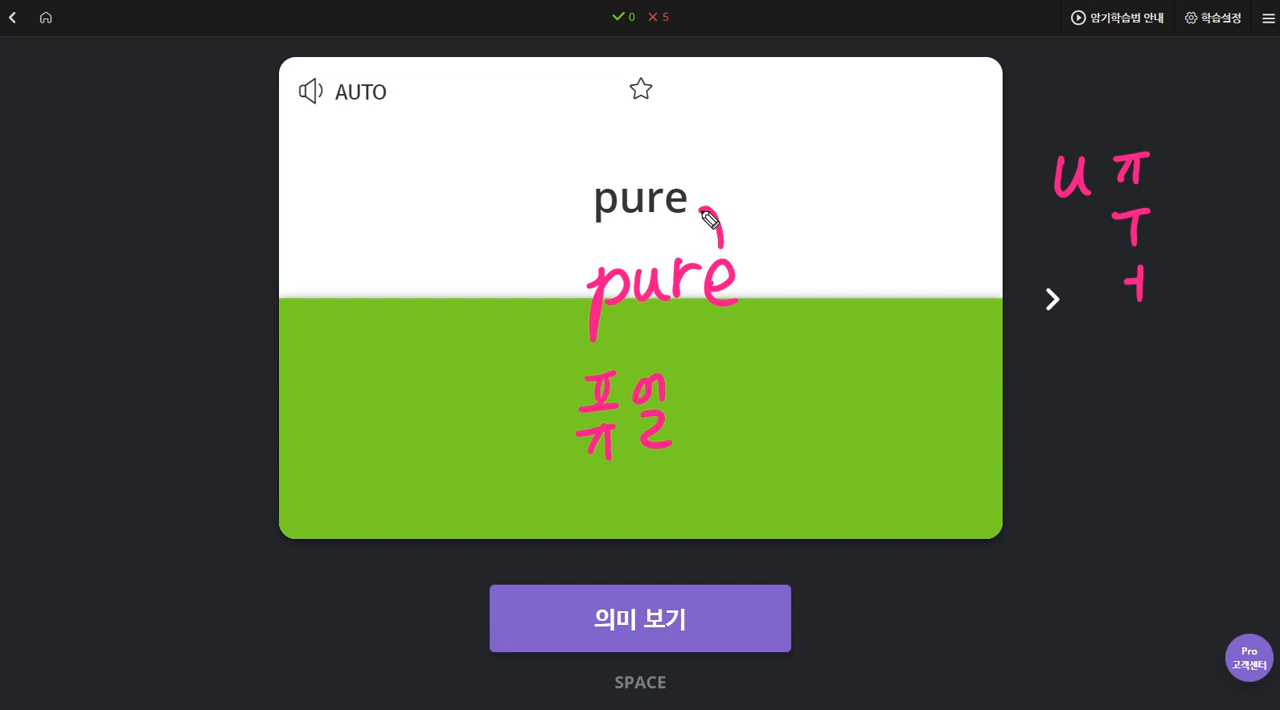 0 5 암기학습법 안내 학습설정
AUTO
pure
pure
퓨얼
u ㅠ
ㅜ
ㅓ
의미 보기
SPACE
Pro
고객센터